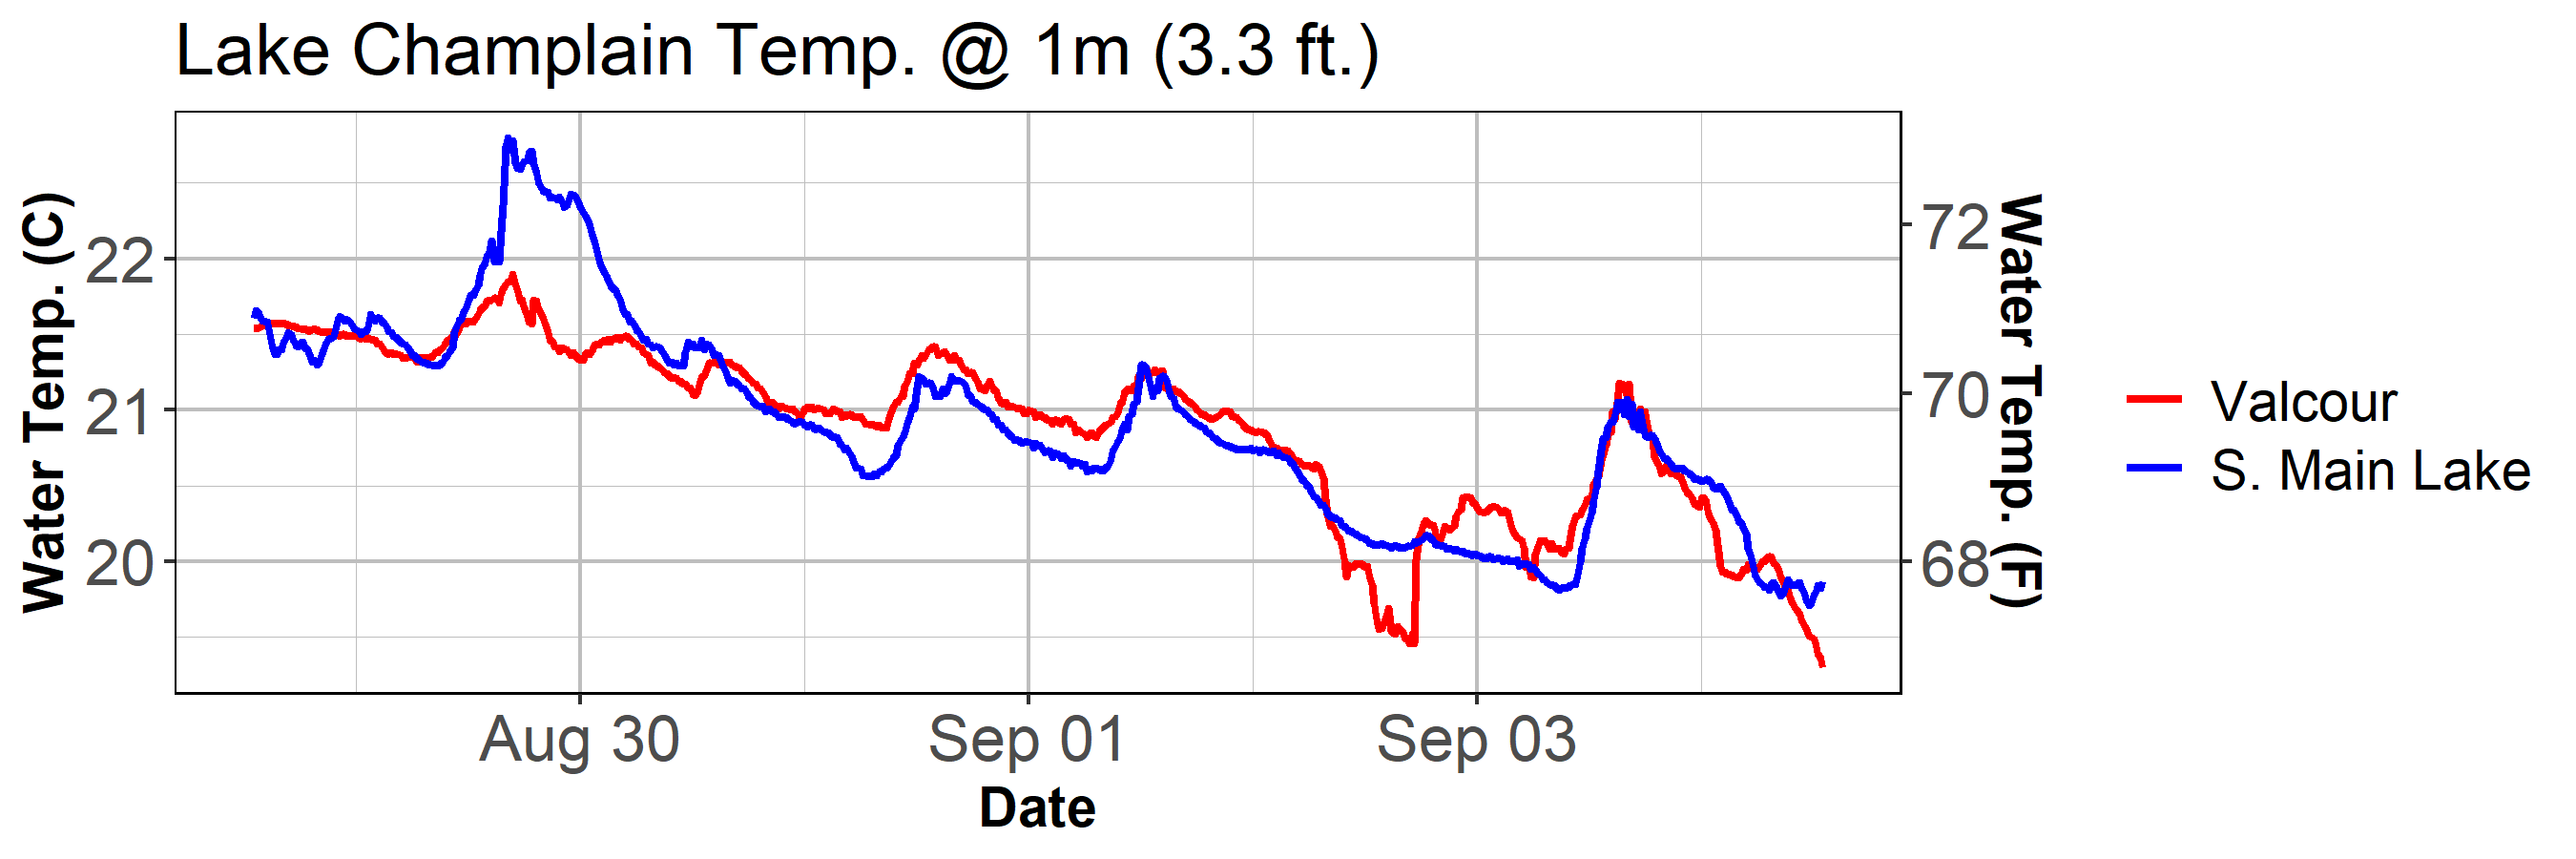 Lake Champlain Temp. @ 1m (3.3 ft.)
Water Temp. (C)
22
21
20
72
70
68
Water Temp. (F)
Aug 30
Sep 01
Sep 03
Date
Valcour
S. Main Lake